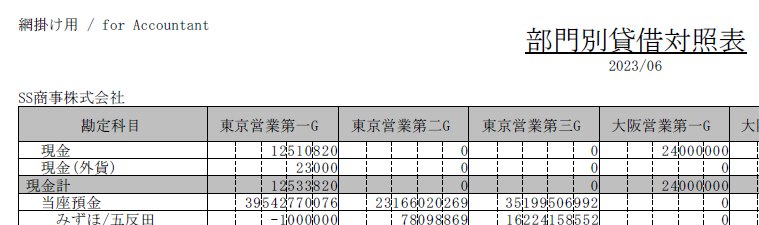 網掛け用 / for Accountant
部門別貸借対照表
2023/06
SS商事株式会社
勘定科目 東京営業第一G 東京営業第二G 東京営業第三G 大阪営業第一G
現金 12510820 0 0 24000000
現金(外貨) 23000 0 0 0
現金計 12533820 0 0 24000000
当座預金 39542770076 23166020269 35199506992 0
みずほ/五反田 -1000000 78098869 16224158552 0